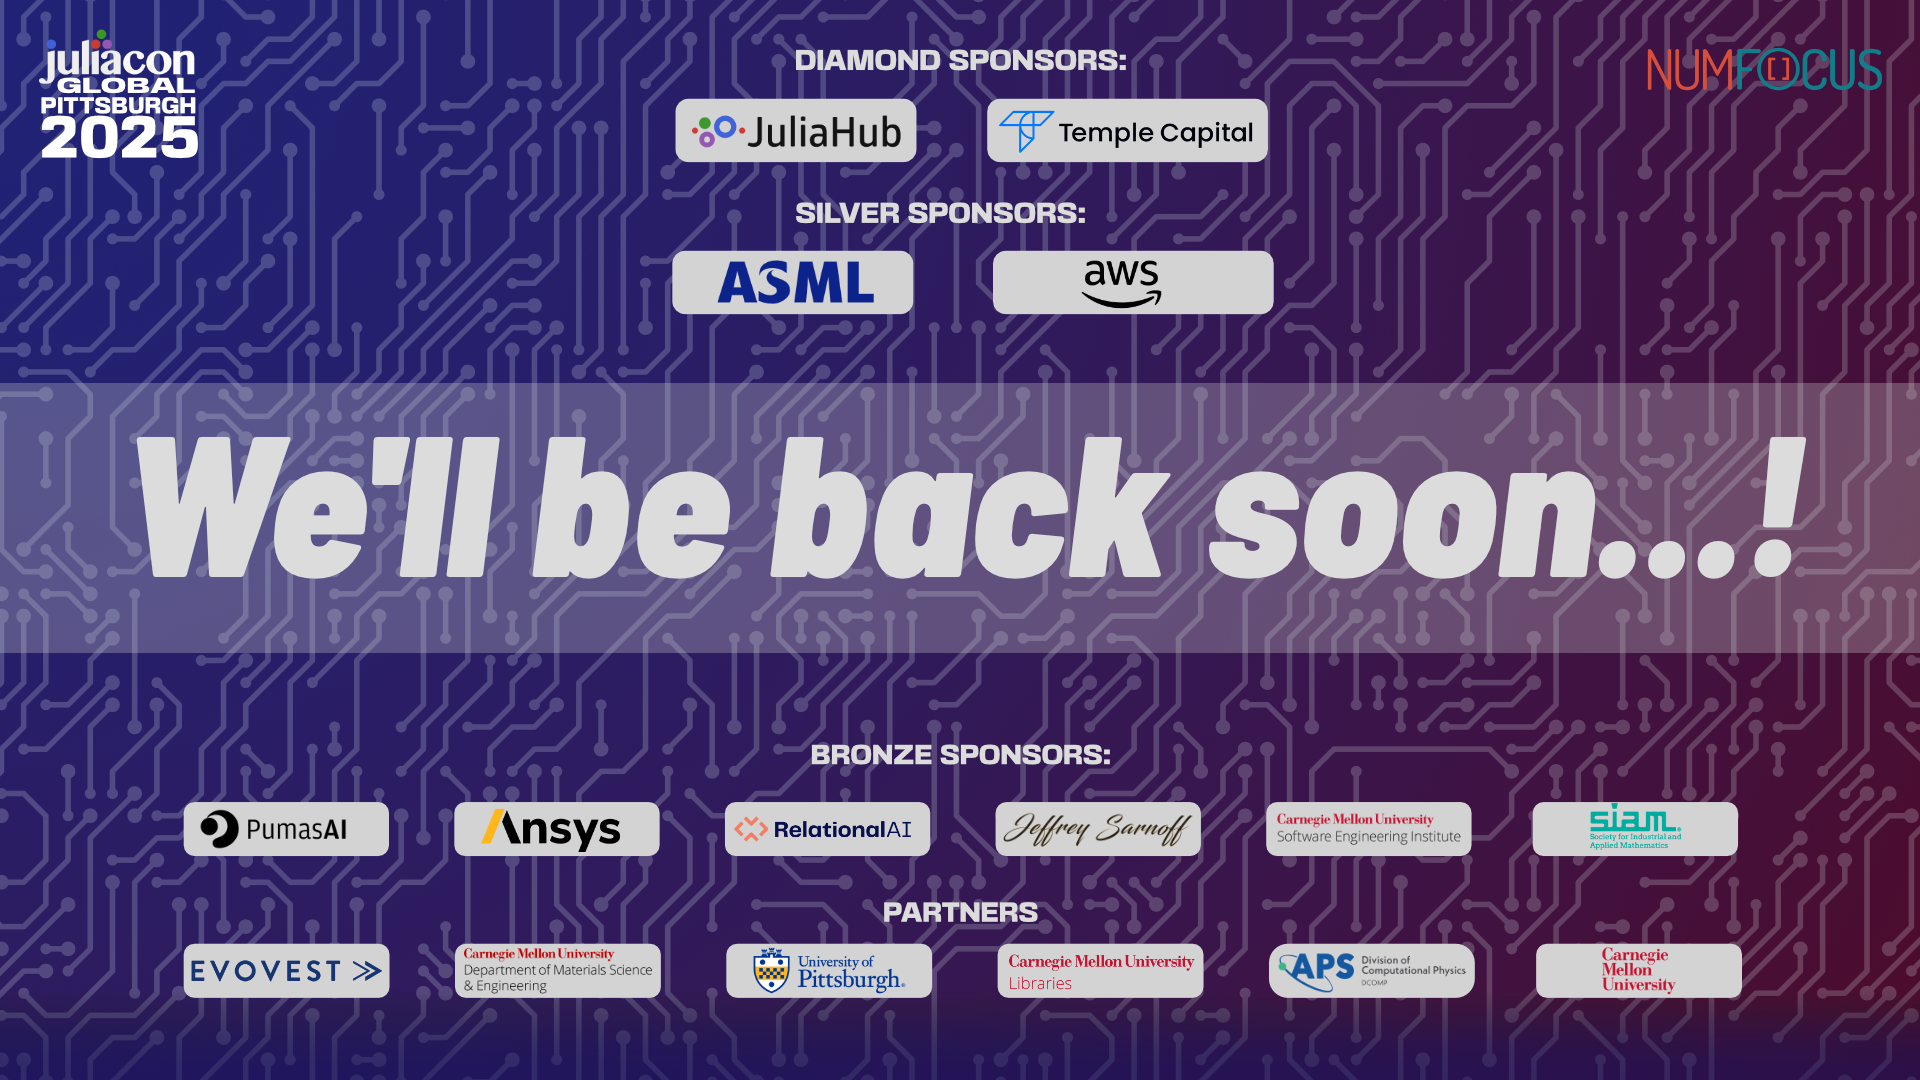 juliacon
GLOBAL
PITTSBURGH
2025
DIAMOND SPONSORS:
NUMFOCUS
JuliaHub
Temple Capital
SILVER SPONSORS:
ASML
aws
We'll be back soon...!
BRONZE SPONSORS:
PumasAI
Ansys
RelationalAI
Jeffrey Sarnoff
Carnegie Mellon University
Software Engineering Institute
siam.
Society for Industrial and
Applied Mathematics
PARTNERS
EVOVEST
Carnegie Mellon University
Department of Materials Science
& Engineering
University of
Pittsburgh.
Carnegie Mellon University
Libraries
APS
Division of
Computational Physics
DCOMP
Carnegie
Mellon
University